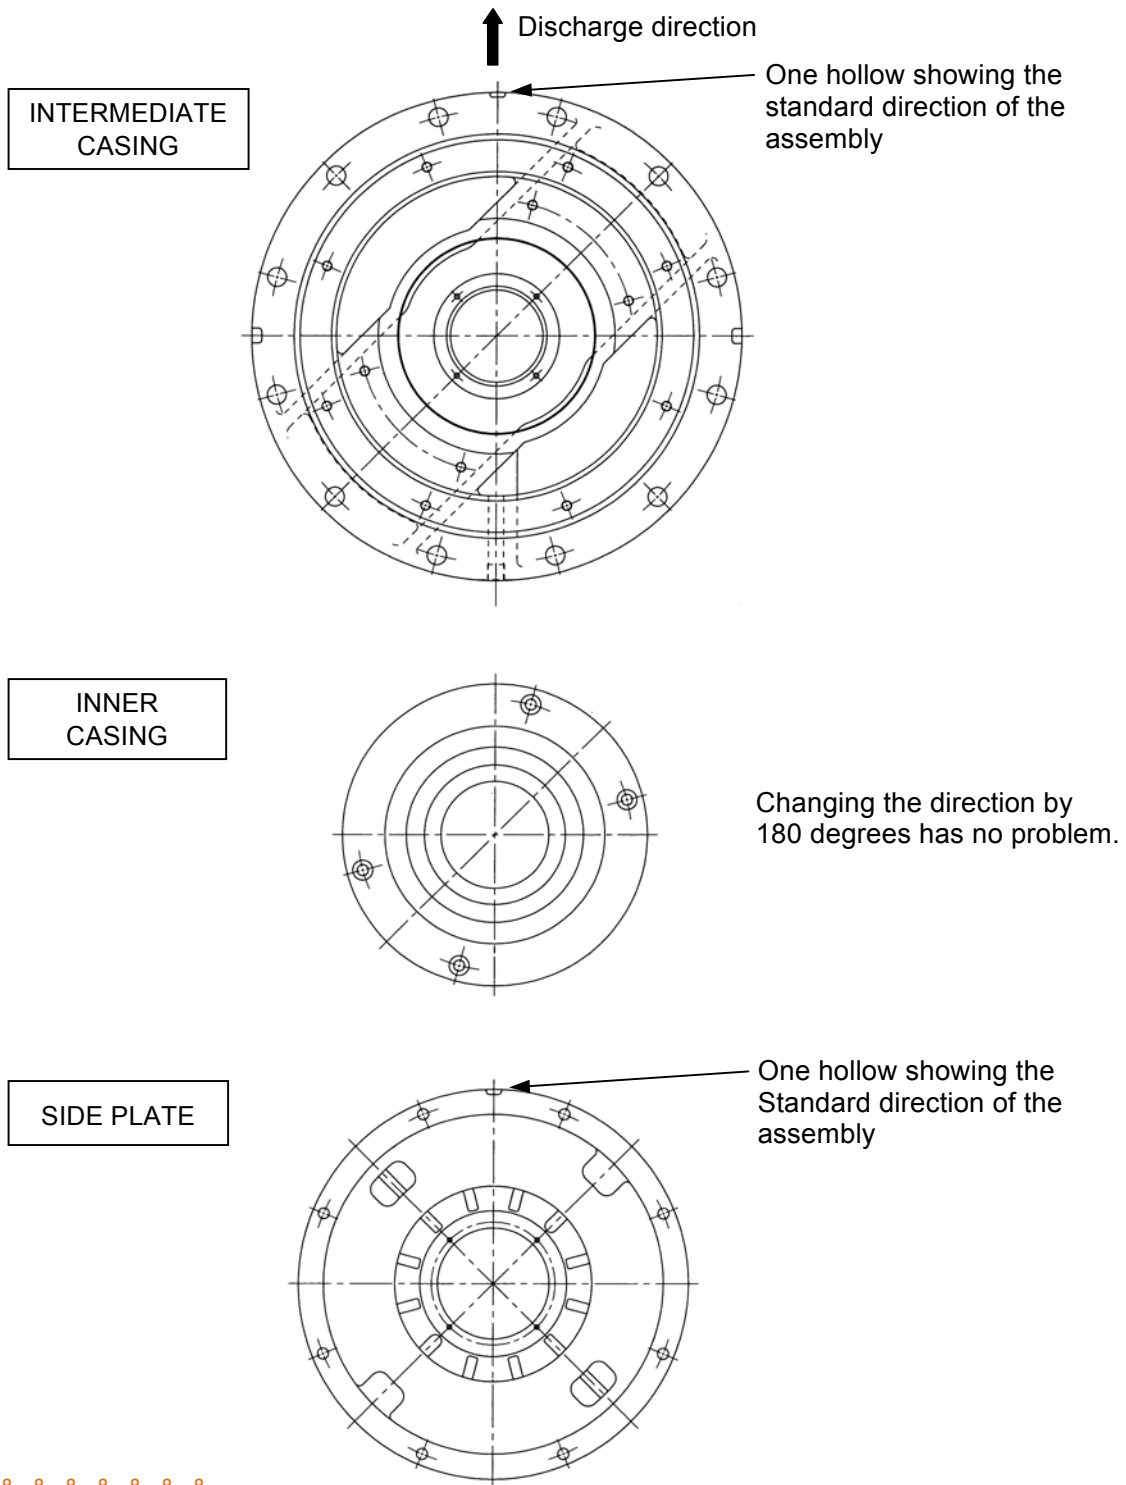 Discharge direction
One hollow showing the
standard direction of the
assembly
INTERMEDIATE
CASING
INNER
CASING
Changing the direction by
180 degrees has no problem.
One hollow showing the
Standard direction of the
assembly
SIDE PLATE